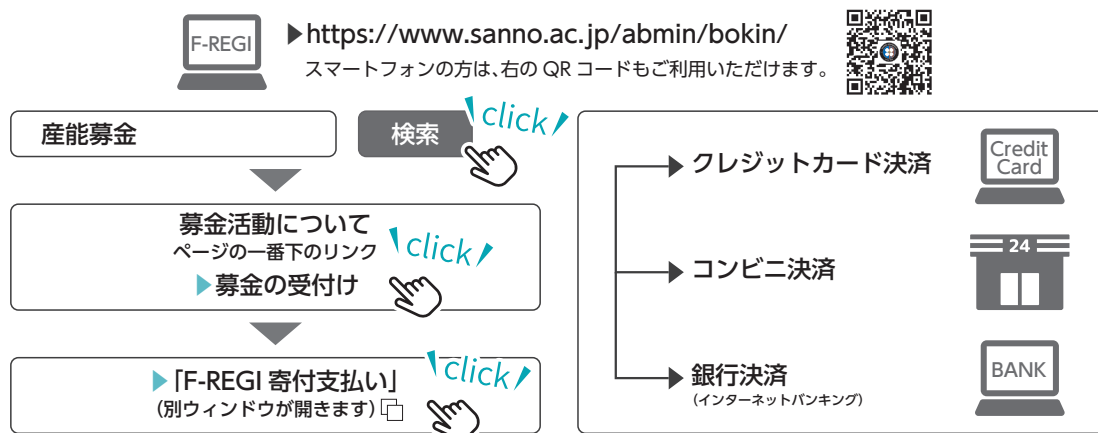 F-REGI
▶https://www.sanno.ac.jp/abmin/bokin/
スマートフォンの方は、右のQRコードもご利用いただけます。
産能募金
検索
click
募金活動について
ページの一番下のリンク
click
▶募金の受付け
▶「F-REGI 寄付支払い」
click
(別ウィンドウが開きます)
クレジットカード決済
Credit
Card
コンビニ決済
24
銀行決済
(インターネットバンキング)
BANK